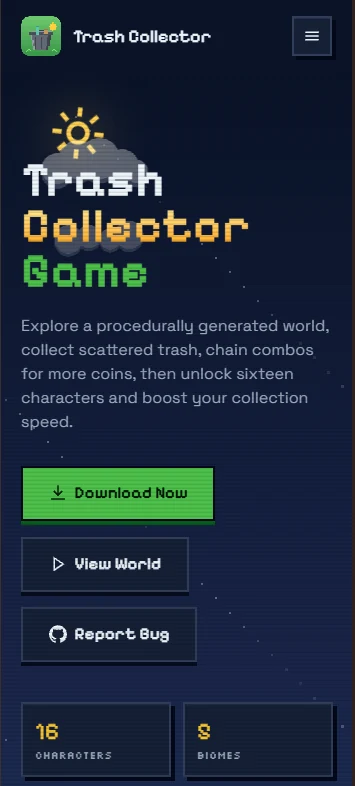 Trash Collector
Trash
Collector
Game
Explore a procedurally generated world,
collect scattered trash, chain combos
for more coins, then unlock sixteen
characters and boost your collection
speed.
Download Now
View World
Report Bug
16
CHARACTERS
BIOMES